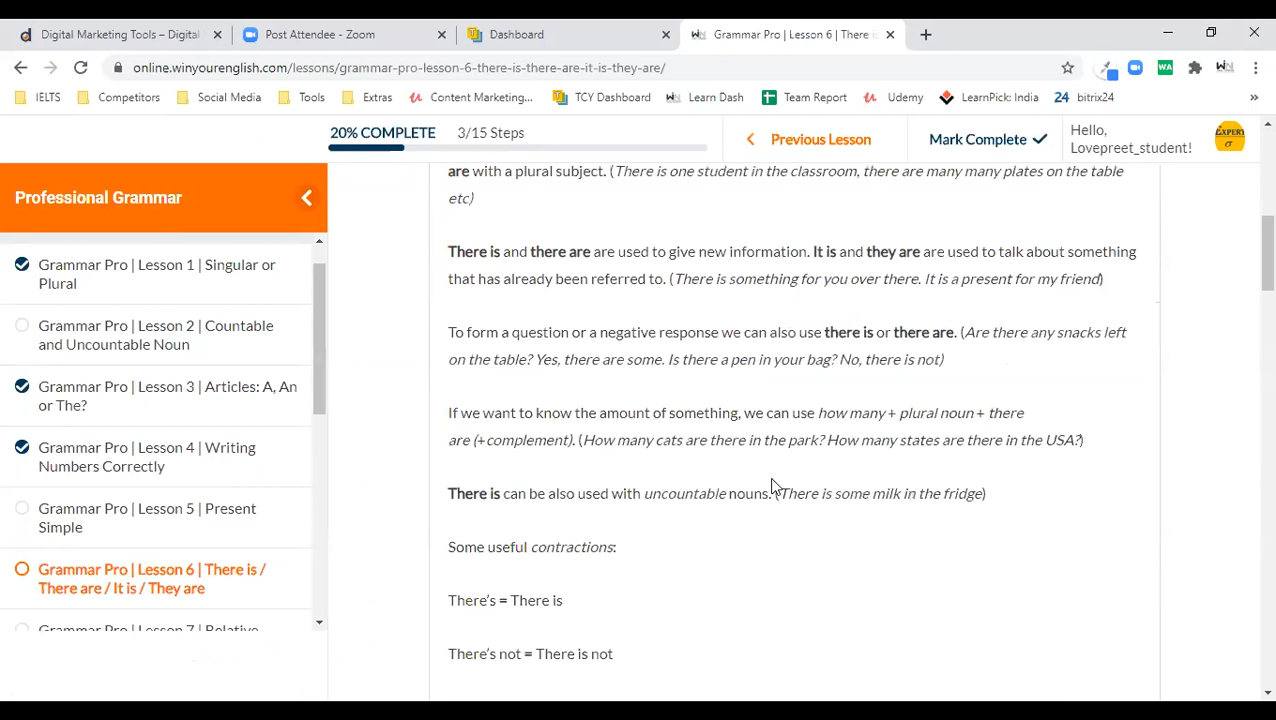 Digital Marketing Tools – Digital
Post Attendee - Zoom
Dashboard
Grammar Pro | Lesson 6 | There is
online.winyourenglish.com/lessons/grammar-pro-lesson-6-there-is-there-are-it-is-they-are/
WA
IELTS
Competitors
Social Media
Tools
Extras
Content Marketing...
TCY Dashboard
Learn Dash
Team Report
Udemy
LearnPick: India
24 bitrix24
20% COMPLETE
3/15 Steps
Previous Lesson
Mark Complete
Hello,
Lovepreet_student!
EXPERT
Professional Grammar
Grammar Pro | Lesson 1 | Singular or
Plural
Grammar Pro | Lesson 2 | Countable
and Uncountable Noun
Grammar Pro | Lesson 3 | Articles: A, An
or The?
Grammar Pro | Lesson 4 | Writing
Numbers Correctly
Grammar Pro | Lesson 5 | Present
Simple
Grammar Pro | Lesson 6 | There is /
There are / It is / They are
Grammar Pro | Lesson 7 | Relative
are with a plural subject. (There is one student in the classroom, there are many many plates on the table
etc)
There is and there are are used to give new information. It is and they are are used to talk about something
that has already been referred to. (There is something for you over there. It is a present for my friend)
To form a question or a negative response we can also use there is or there are. (Are there any snacks left
on the table? Yes, there are some. Is there a pen in your bag? No, there is not)
If we want to know the amount of something, we can use how many + plural noun + there
are (+complement). (How many cats are there in the park? How many states are there in the USA?)
There is can be also used with uncountable nouns. (There is some milk in the fridge)
Some useful contractions:
There's = There is
There's not = There is not